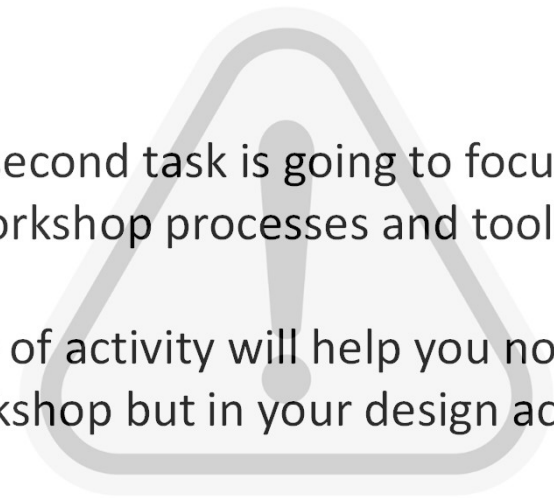 second task is going to focu
orkshop processes and tool
of activity will help you no
kshop but in your design ac